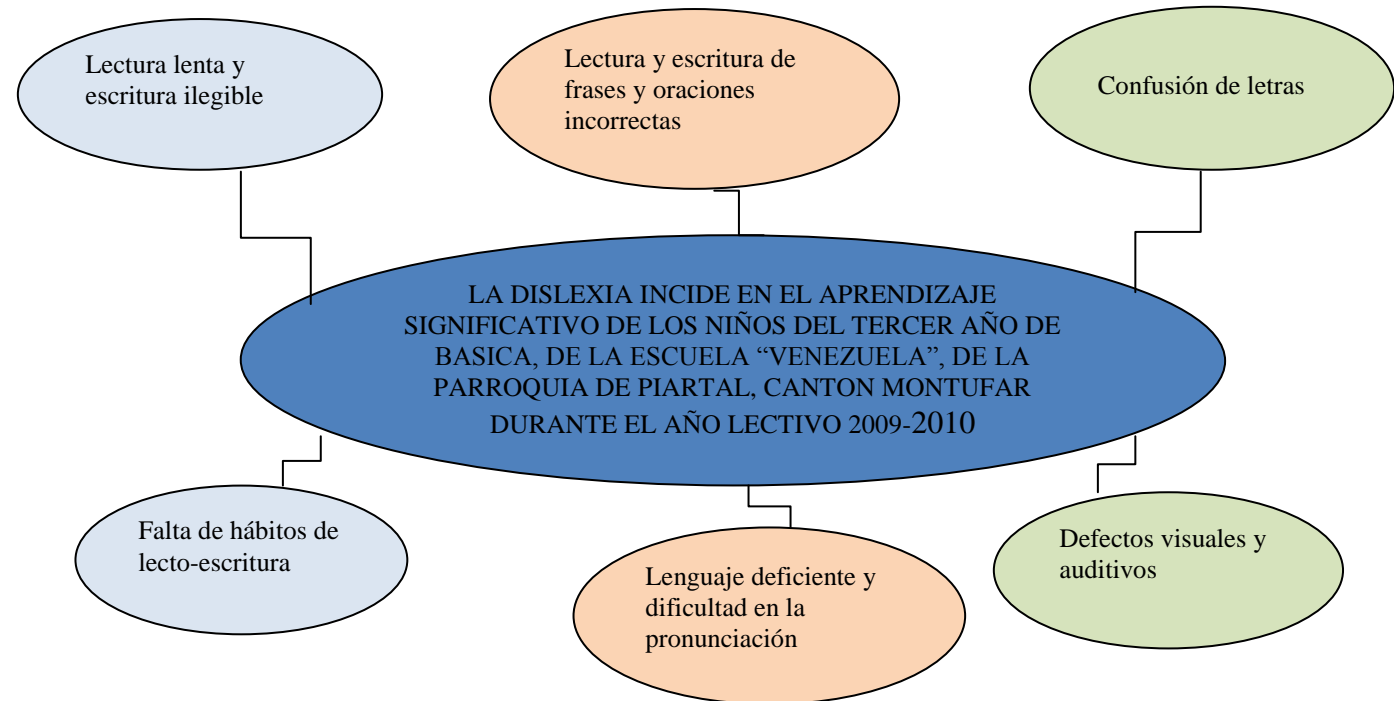 Lectura lenta y
escritura ilegible
Lectura y escritura de
frases y oraciones
incorrectas
Confusión de letras
LA DISLEXIA INCIDE EN EL APRENDIZAJE
SIGNIFICATIVO DE LOS NIÑOS DEL TERCER AÑO DE
BASICA, DE LA ESCUELA “VENEZUELA”, DE LA
PARROQUIA DE PIARTAL, CANTON MONTUFAR
DURANTE EL AÑO LECTIVO 2009-2010
Falta de hábitos de
lecto-escritura
Lenguaje deficiente y
dificultad en la
pronunciación
Defectos visuales y
auditivos